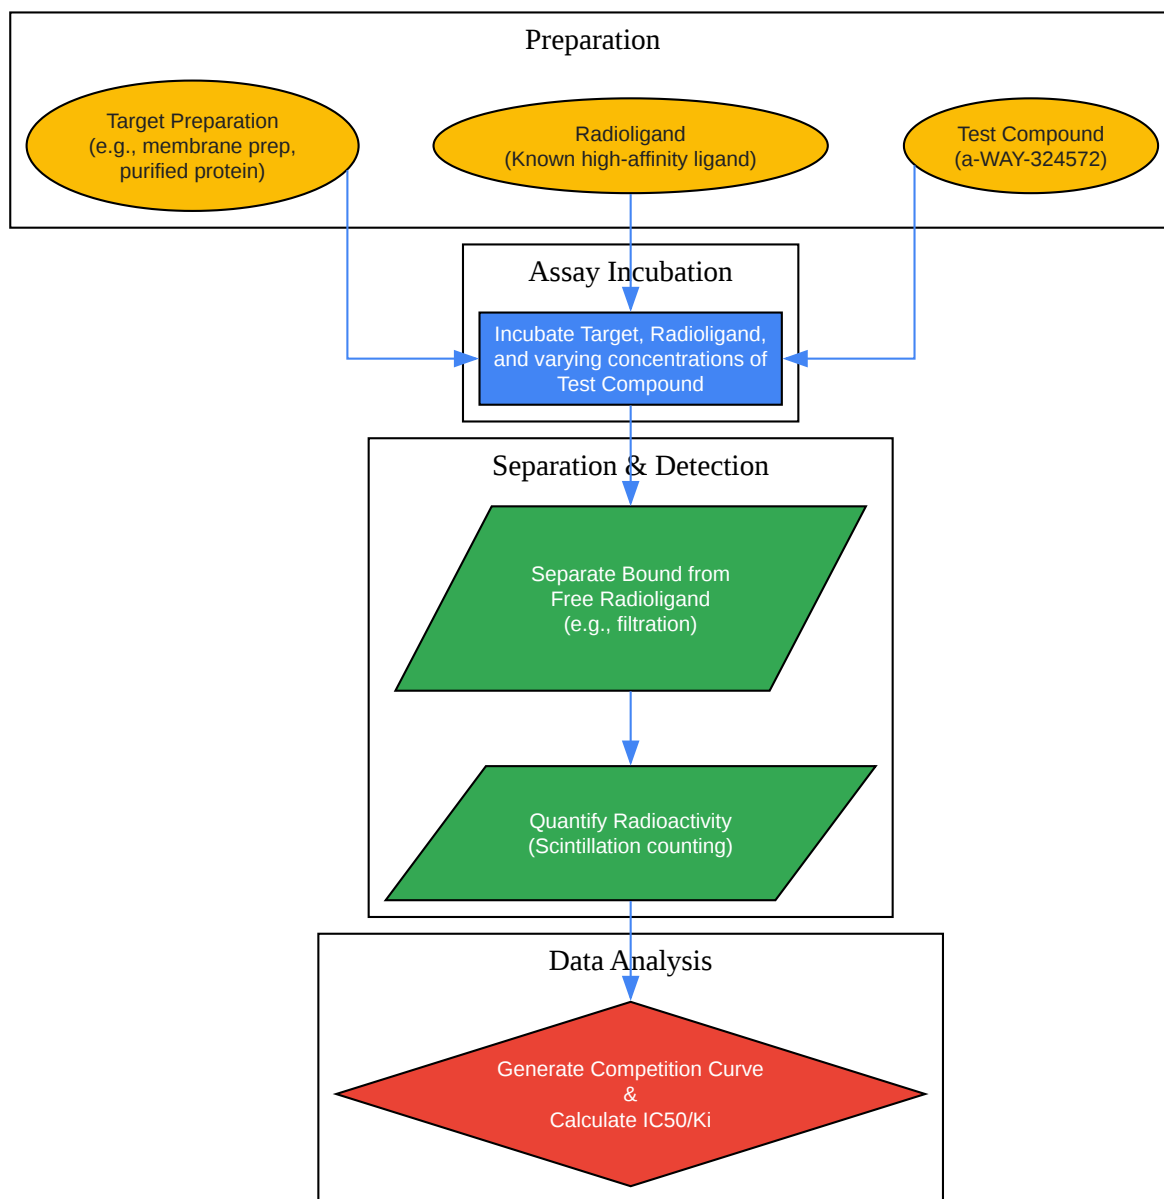 Preparation
Target Preparation
(e.g., membrane prep,
purified protein)
Radioligand
(Known high-affinity ligand)
Test Compound
(a-WAY-324572)
Assay Incubation
Incubate Target, Radioligand,
and varying concentrations of
Test Compound
Separation & Detection
Separate Bound from
Free Radioligand
(e.g., filtration)
Quantify Radioactivity
(Scintillation counting)
Data Analysis
Generate Competition Curve
&
Calculate IC50/Ki